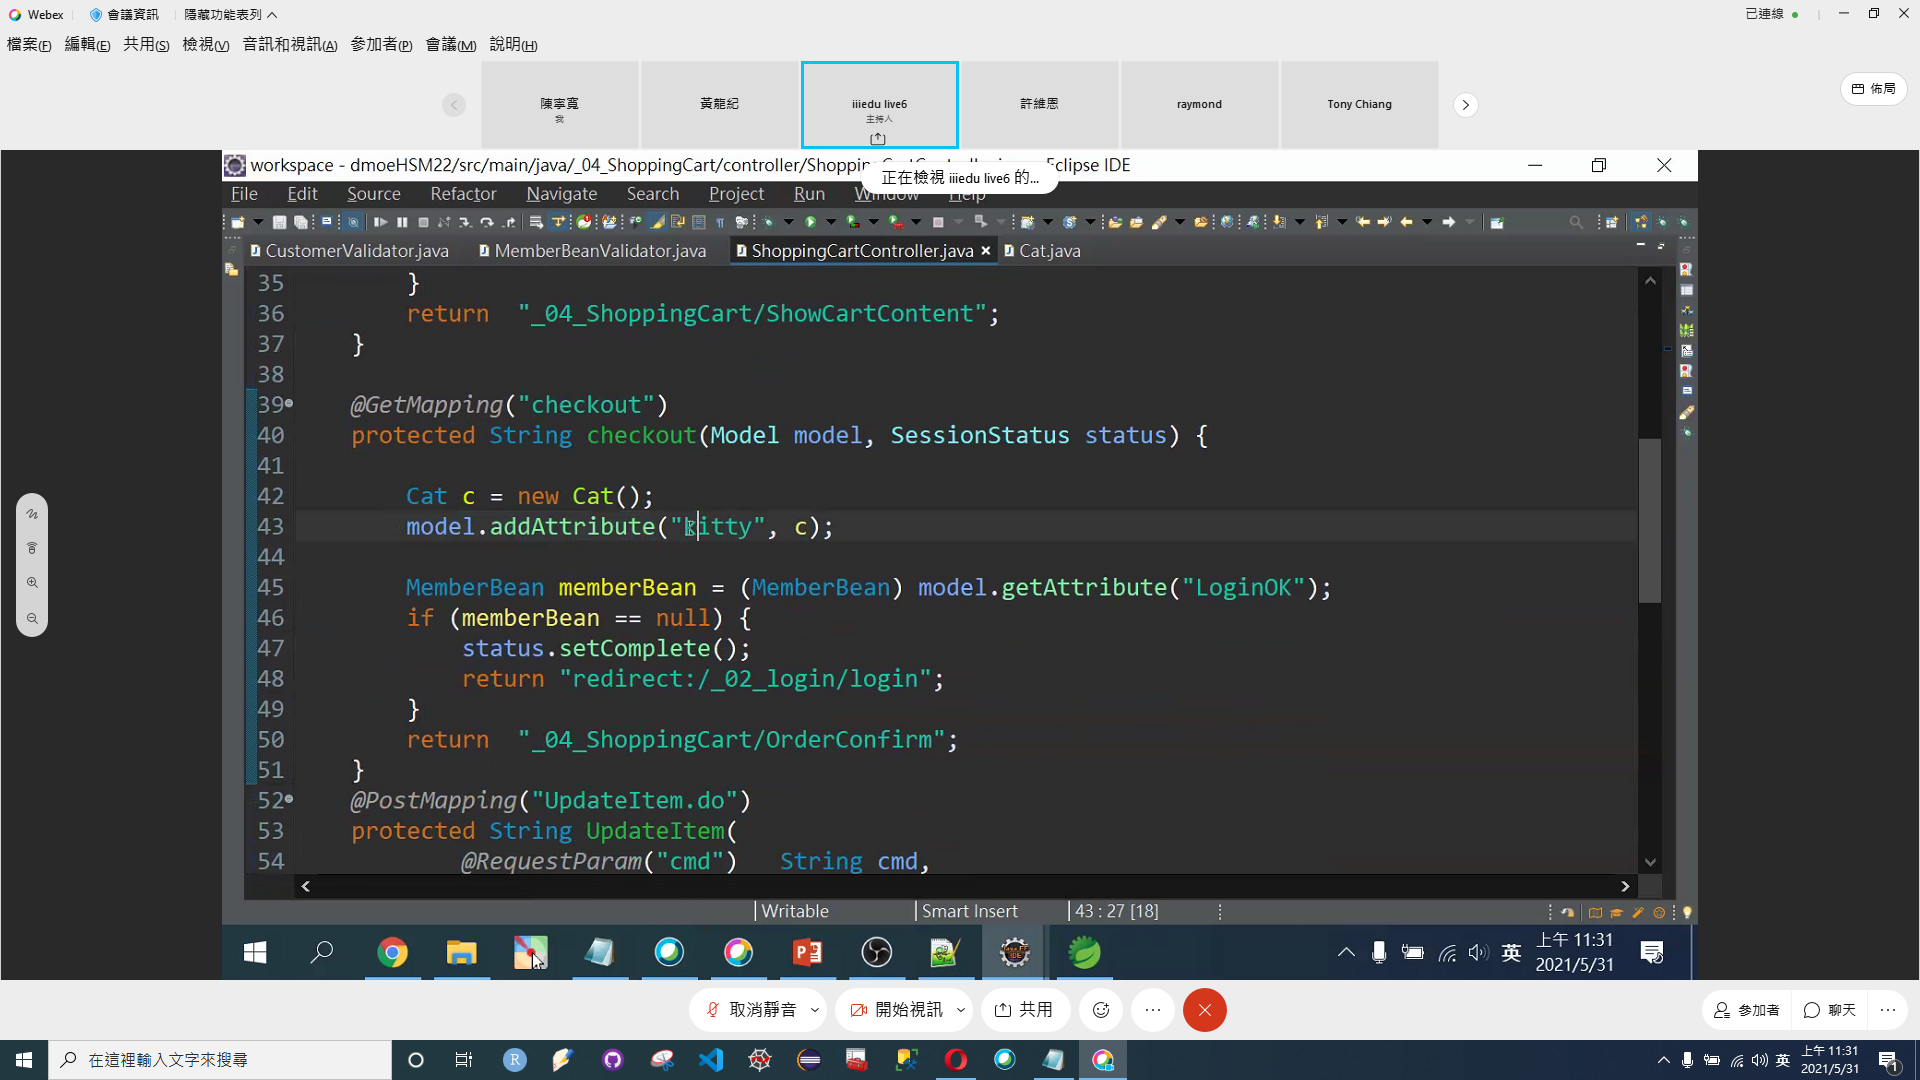 Webex 會議資訊 隱藏功能表列 已連線
檔案(F) 編輯(E) 共用(S) 檢視(V) 音訊和視訊(A) 參加者(P) 會議(M) 說明(H)
陳寧寬
我
黃龍紀
iiiedu live6
主持人
許維恩
raymond
Tony Chiang
佈局
workspace - dmoeHSM22/src/main/java/_04_ShoppingCart/controller/Shopp
Eclipse IDE
正在檢視 iiiedu live6 的...
File Edit Source Refactor Navigate Search Project Run Window Help
CustomerValidator.java MemberBeanValidator.java ShoppingCartController.java Cat.java
35 }
36 return "_04_ShoppingCart/ShowCartContent";
37 }
38
39 @GetMapping("checkout")
40 protected String checkout(Model model, SessionStatus status) {
41
42 Cat c = new Cat();
43 model.addAttribute("kitty", c);
44
45 MemberBean memberBean = (MemberBean) model.getAttribute("LoginOK");
46 if (memberBean == null) {
47 status.setComplete();
48 return "redirect:/_02_login/login";
49 }
50 return "_04_ShoppingCart/OrderConfirm";
51 }
52 @PostMapping("UpdateItem.do")
53 protected String UpdateItem(
54 @RequestParam("cmd") String cmd,
Writable Smart Insert 43 : 27 [18]
英 上午 11:31
2021/5/31
取消靜音 開始視訊 共用 參加者 聊天
在這裡輸入文字來搜尋
英 上午 11:31
2021/5/31
1